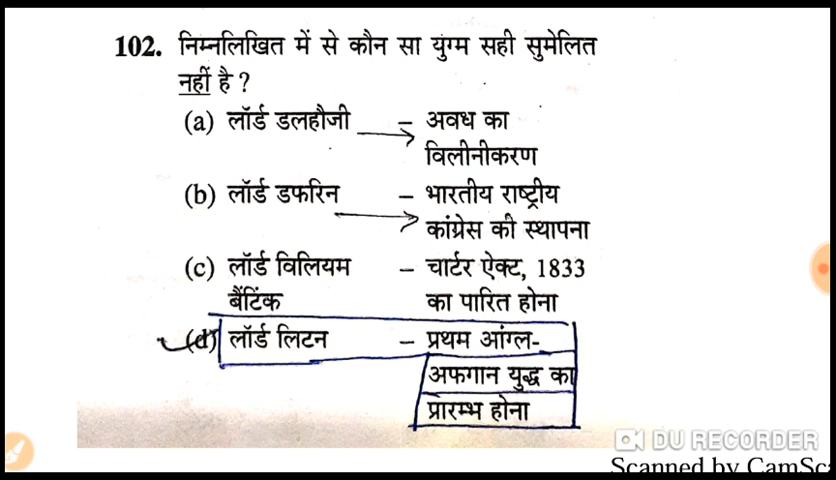 102. निम्नलिखित में से कौन सा युग्म सही सुमेलित
नहीं है ?
(a) लॉर्ड डलहौजी – अवध का
विलीनीकरण
(b) लॉर्ड डफरिन – भारतीय राष्ट्रीय
कांग्रेस की स्थापना
(c) लॉर्ड विलियम – चार्टर ऐक्ट, 1833
बैंटिंक का पारित होना
(d) लॉर्ड लिटन – प्रथम आंग्ल-
अफगान युद्ध का
प्रारम्भ होना
DU RECORDER
Scanned by CamSca